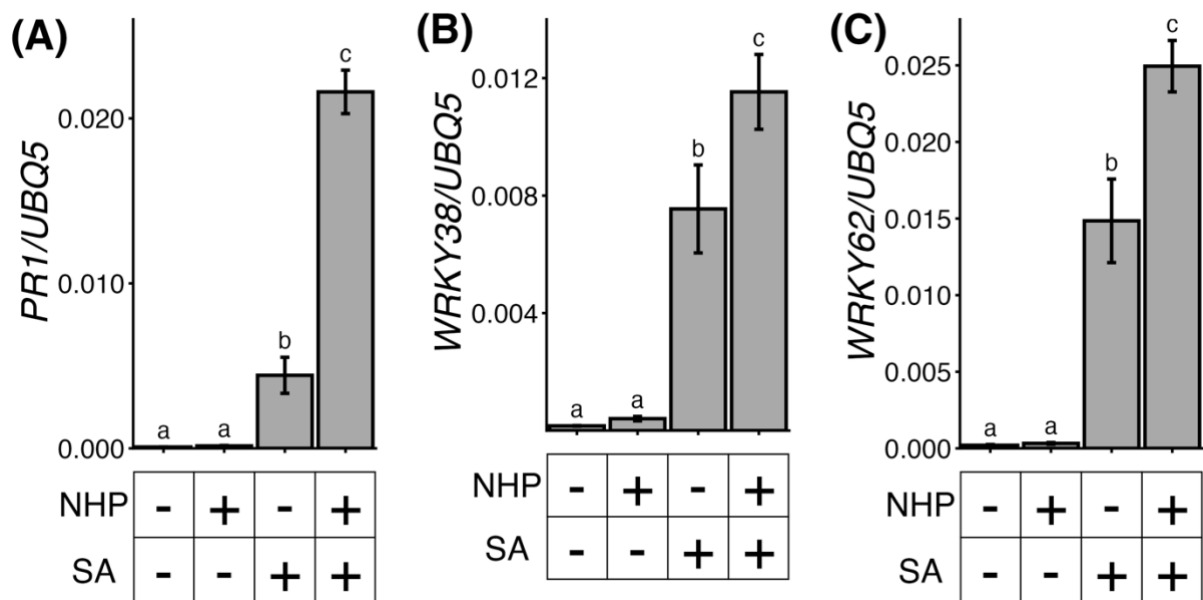 (A)
PR1/UBQ5
0.020
0.010
0.000
a a b c
NHP - + - +
SA - - + +
(B)
WRKY38/UBQ5
0.012
0.008
0.004
a a b c
NHP - + - +
SA - - + +
(C)
WRKY62/UBQ5
0.025
0.020
0.015
0.010
0.005
0.000
a a b c
NHP - + - +
SA - - + +